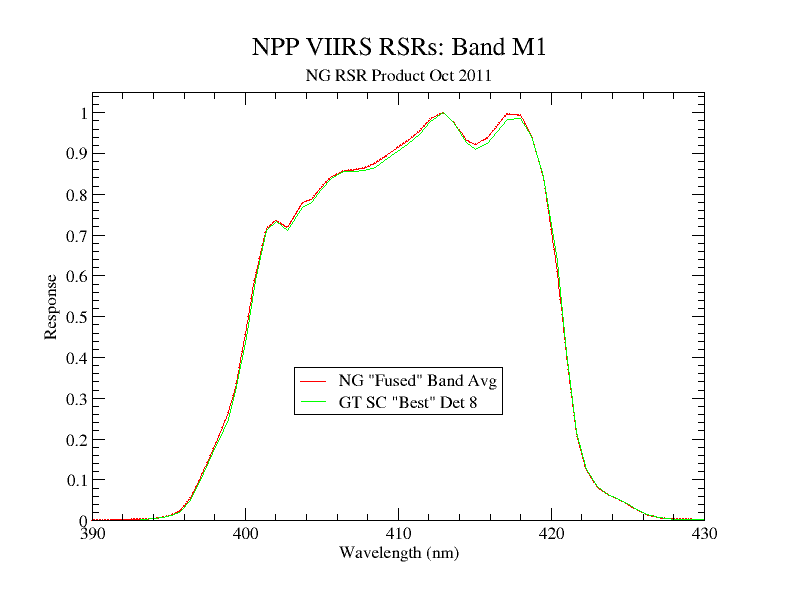 NPP VIIRS RSRs: Band M1
NG RSR Product Oct 2011
1
0.9
0.8
0.7
0.6
0.5
0.4
0.3
0.2
0.1
0
Response
NG "Fused" Band Avg
GT SC "Best" Det 8
390 400 410 420 430
Wavelength (nm)